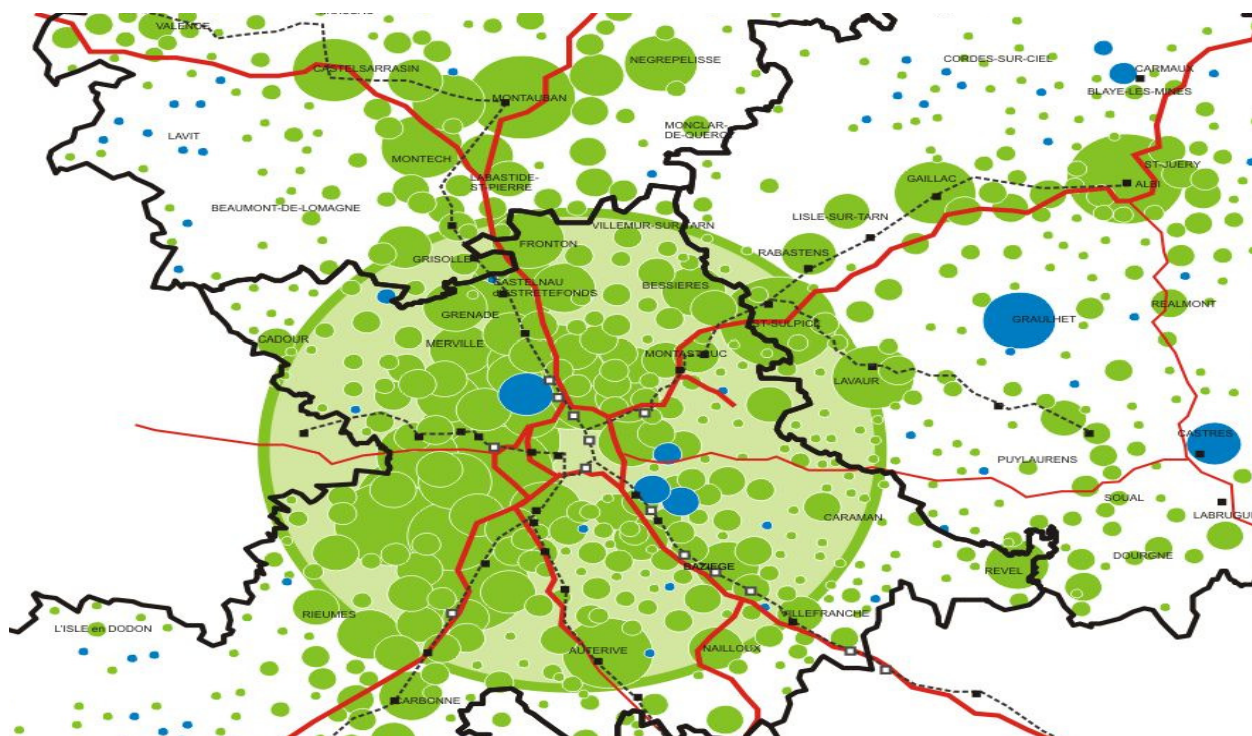 VALENCE
CASTELSARRASIN
NEGREPELISSE
CORDES-SUR-CIEL
CARMAUX
BLAYE-LES-MINES
MONTAUBAN
LAVIT
MONCLAR-
DE-QUERCY
MONTECH
ST-JUERY
LABASTIDE-
ST-PIERRE
GAILLAC
ALBI
BEAUMONT-DE-LOMAGNE
LISLE-SUR-TARN
VILLEMUR-SUR-TARN
FRONTON
RABASTENS
GRISOLLE
CASTELNAU
BESSIERES
REALMONT
GRENADE
GRAULHET
ST-SULPICE
CADOUR
MERVILLE
MONTASTRUC
LAVAUR
CASTRES
PUYLAURENS
SOUAL
CARAMAN
LABRUGUI
DOURGNE
BAZIEGE
REVEL
RIEUMES
VILLEFRANCHE
L'ISLE en DODON
AUTERIVE
NAILLOUX
CARBONNE